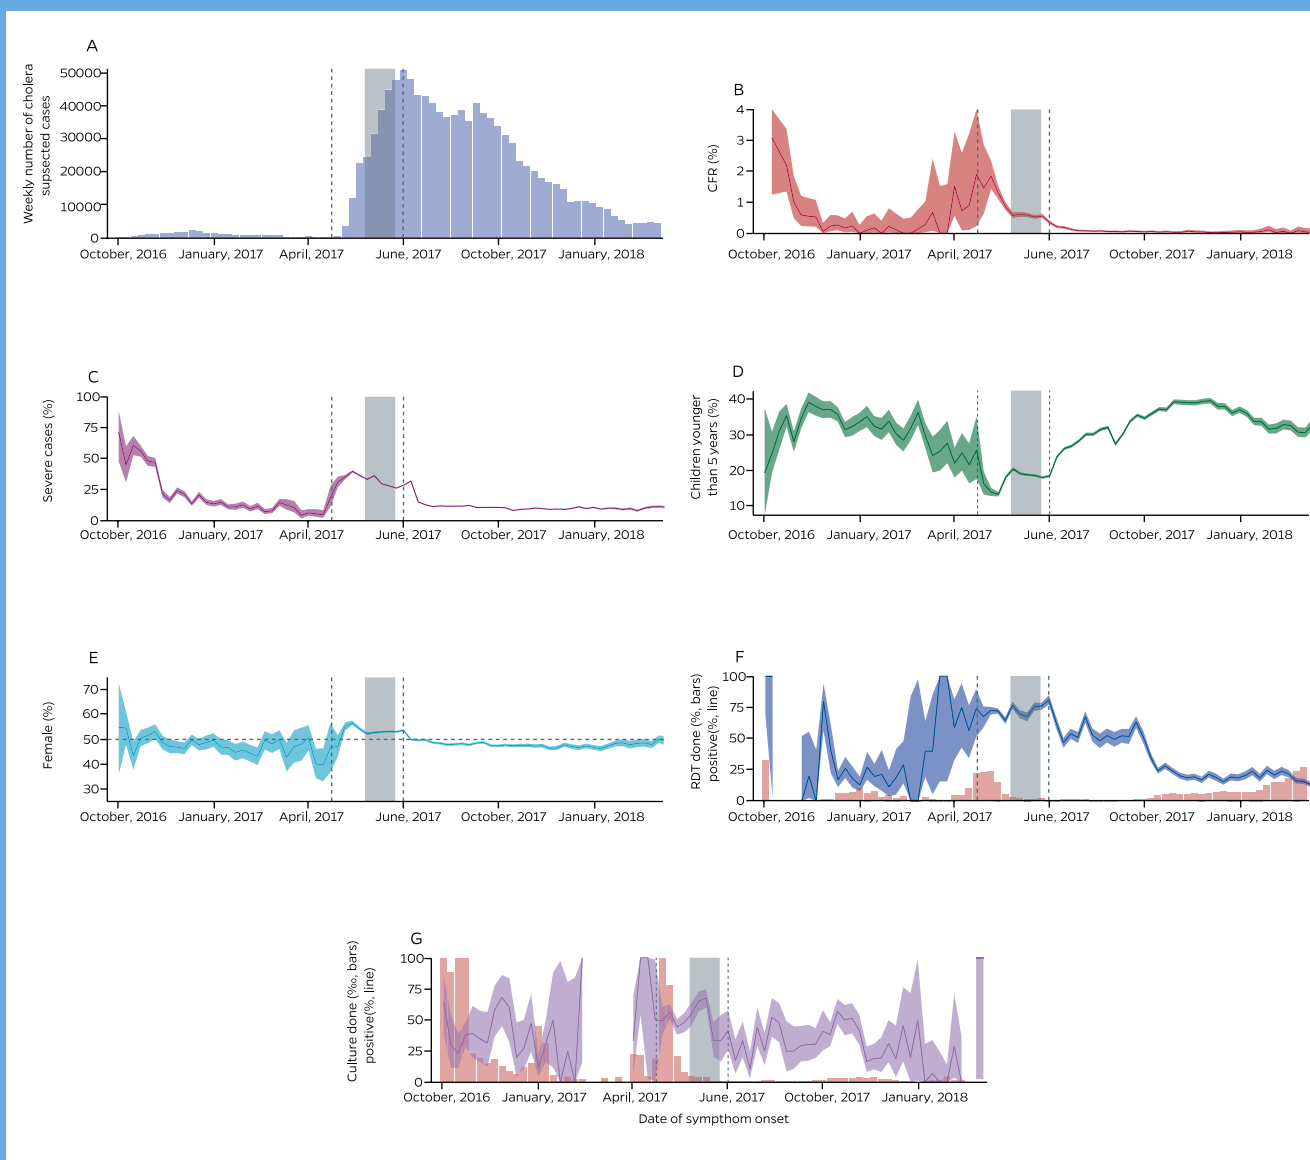 A
Weekly number of cholera
supsected cases
50000
40000
30000
20000
10000
0
October, 2016 January, 2017 April, 2017 June, 2017 October, 2017 January, 2018
B
CFR (%)
4
3
2
1
0
October, 2016 January, 2017 April, 2017 June, 2017 October, 2017 January, 2018
C
Severe cases (%)
100
75
50
25
0
October, 2016 January, 2017 April, 2017 June, 2017 October, 2017 January, 2018
D
Children younger
than 5 years (%)
40
30
20
10
October, 2016 January, 2017 April, 2017 June, 2017 October, 2017 January, 2018
E
Female (%)
70
60
50
40
30
October, 2016 January, 2017 April, 2017 June, 2017 October, 2017 January, 2018
F
RDT done (%, bars)
positive(%, line)
100
75
50
25
0
October, 2016 January, 2017 April, 2017 June, 2017 October, 2017 January, 2018
G
Culture done (‰, bars)
positive(%, line)
100
75
50
25
0
October, 2016 January, 2017 April, 2017 June, 2017 October, 2017 January, 2018
Date of sympthom onset